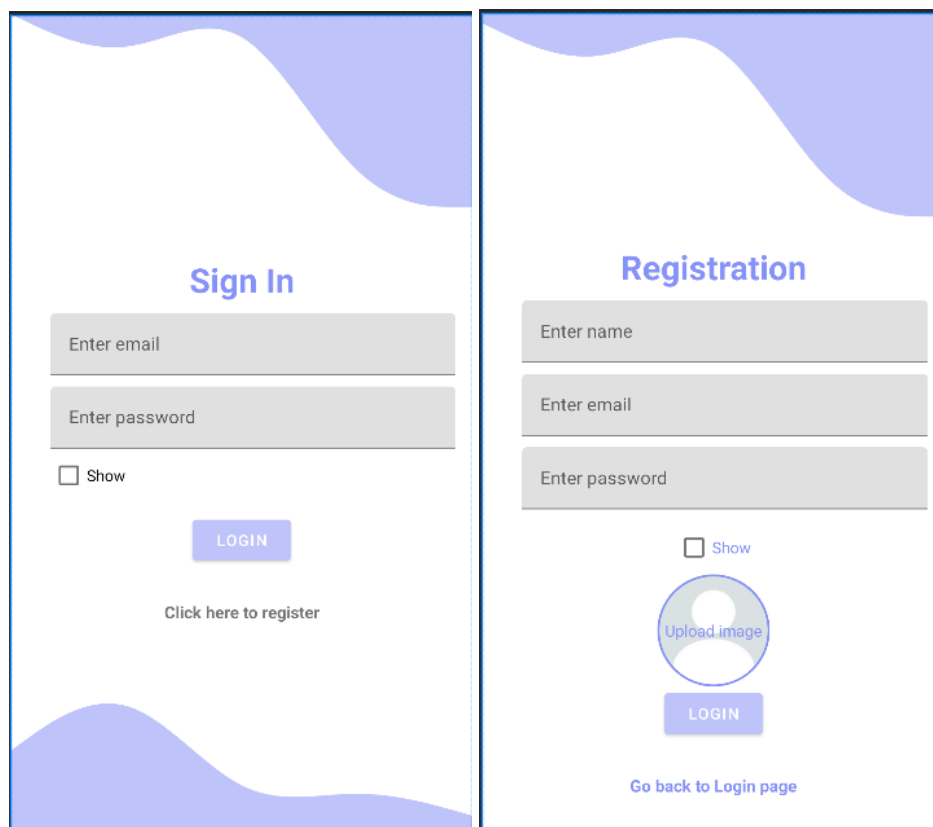 Sign In
Enter email
Enter password
Show
LOGIN
Click here to register
Registration
Enter name
Enter email
Enter password
Show
Upload image
LOGIN
Go back to Login page